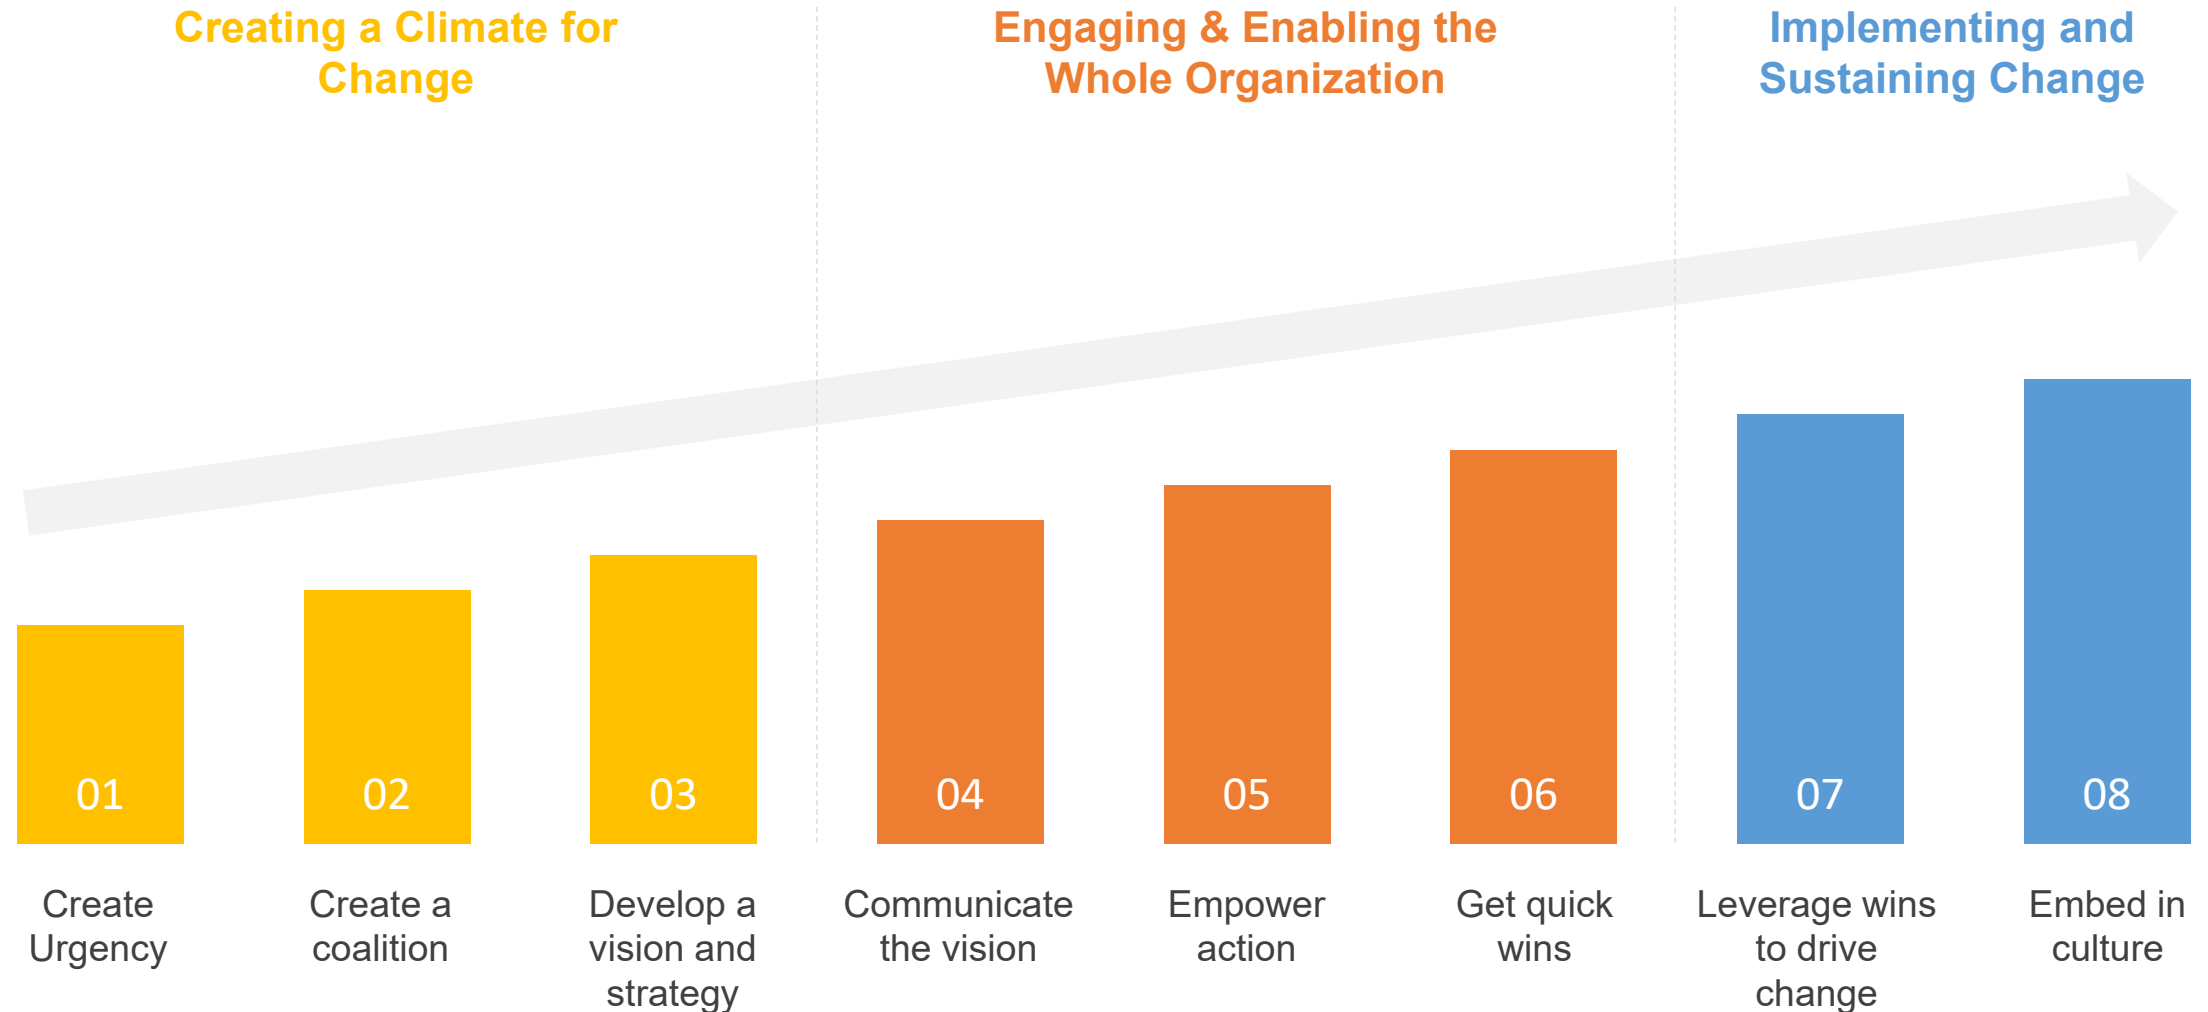 Creating a Climate for
Change
Engaging & Enabling the
Whole Organization
Implementing and
Sustaining Change
01
02
03
04
05
06
07
08
Create
Urgency
Create a
coalition
Develop a
vision and
strategy
Communicate
the vision
Empower
action
Get quick
wins
Leverage wins
to drive
change
Embed in
culture